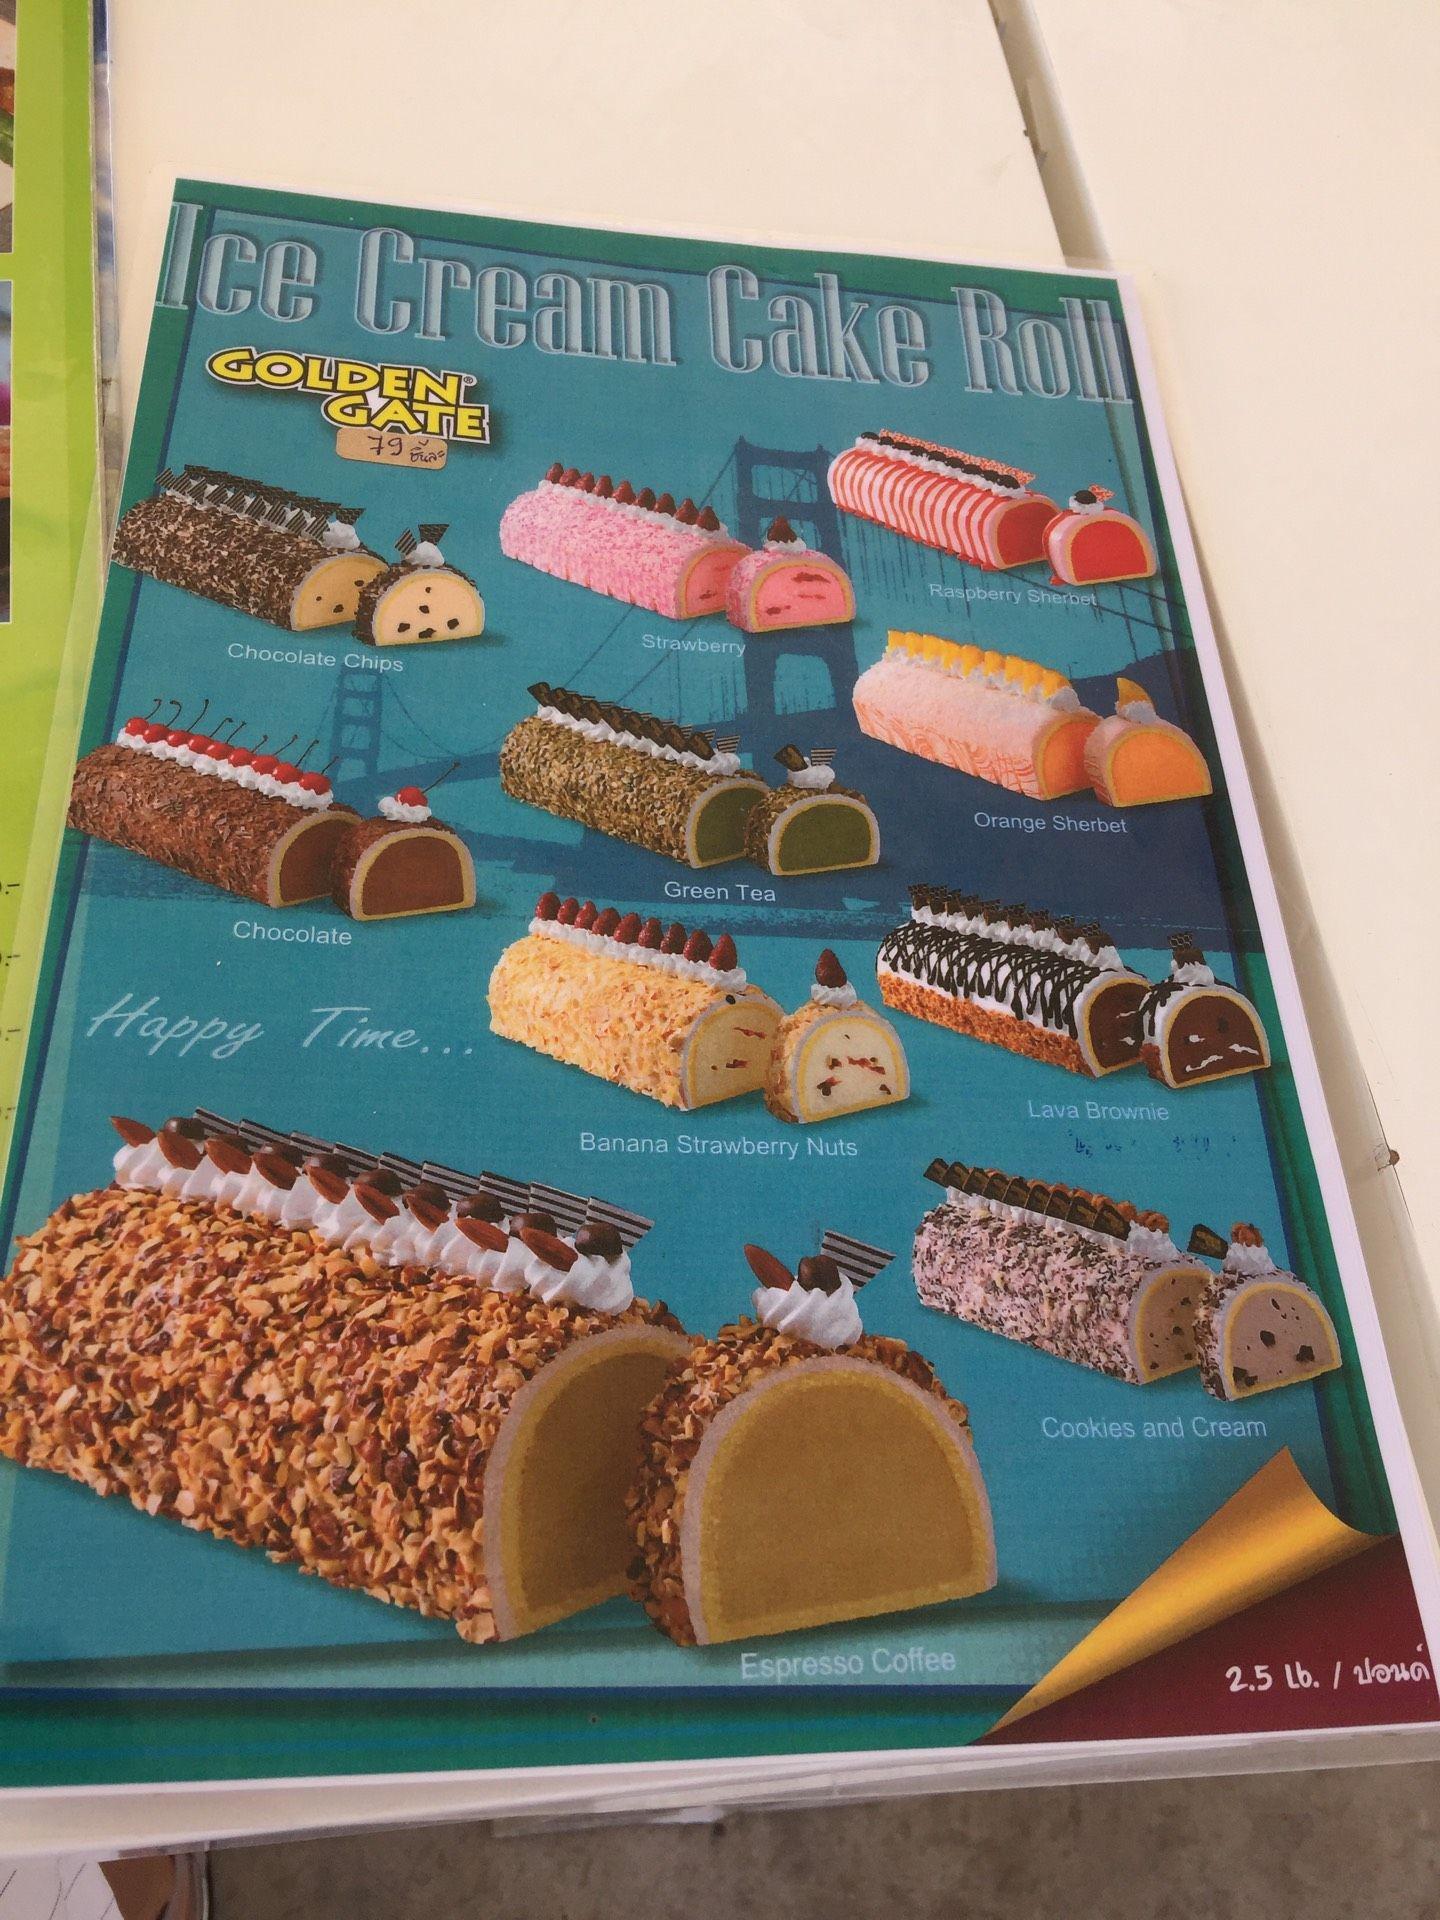 Ice Cream Cake Roll
GOLDEN®
GATE
79 ชิ้นละ
Chocolate Chips
Strawberry
Raspberry Sherbet
Orange Sherbet
Green Tea
Chocolate
Happy Time...
Banana Strawberry Nuts
Lava Brownie
Cookies and Cream
Espresso Coffee
2.5 Lb. / ปอนด์